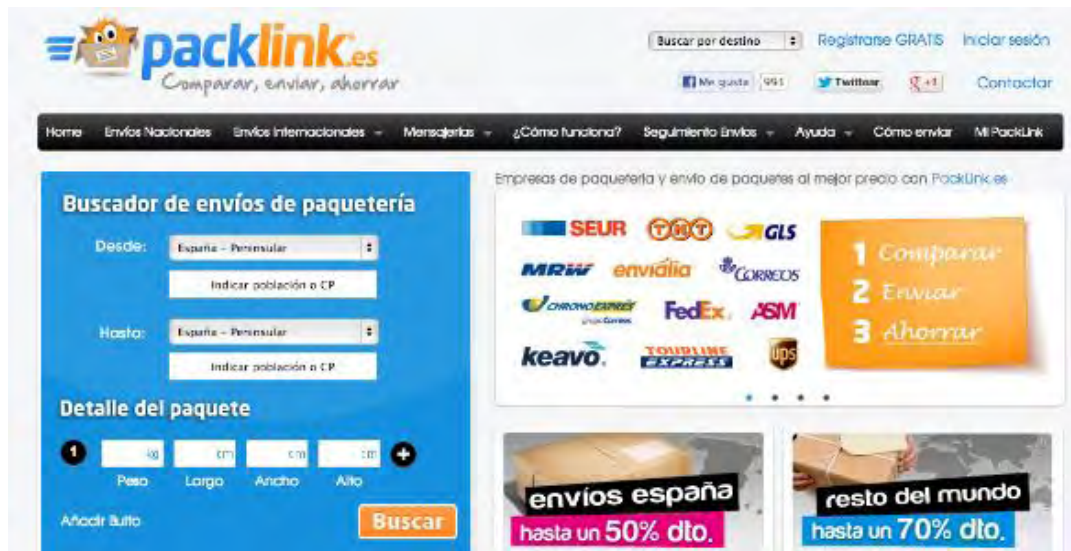 packlink.es
Comparar, enviar, ahorrar
Buscar por destino
Registrarse GRATIS
Iniciar sesión
Me gusta
991
Twittear
+1
Contactar
Home
Envíos Nacionales
Envíos Internacionales
Mensajerías
¿Cómo funciona?
Seguimiento Envíos
Ayuda
Cómo enviar
Mi PackLink
Buscador de envíos de paquetería
Desde:
España - Peninsular
Indicar población o CP
Hasta:
España - Peninsular
Indicar población o CP
Detalle del paquete
1
kg
cm
cm
cm
Peso
Largo
Ancho
Alto
Añadir Bulto
Buscar
Empresas de paquetería y envío de paquetes al mejor precio con PackLink.es
SEUR
TNT
GLS
MRW
envialia
Correos
CHRONOEXPRÉS
FedEx
ASM
keavo.
TOURLINE EXPRESS
ups
1 Comparar
2 Enviar
3 Ahorrar
envíos españa
hasta un 50% dto.
resto del mundo
hasta un 70% dto.